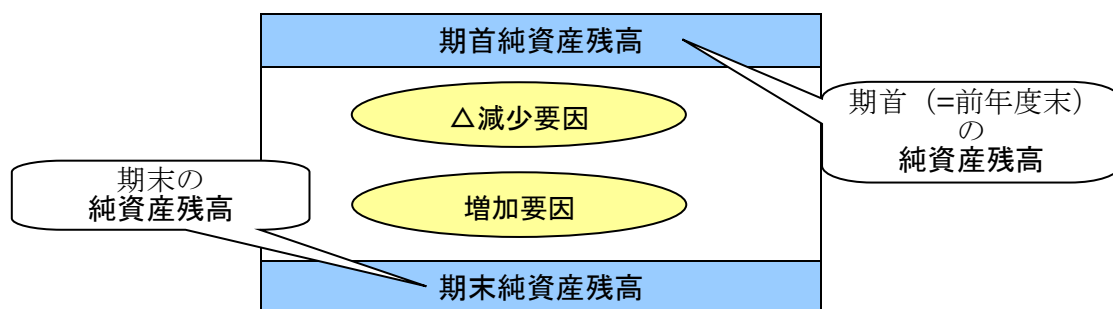 期首純資産残高
△減少要因
期首（=前年度末）
の
純資産残高
期末の
純資産残高
増加要因
期末純資産残高